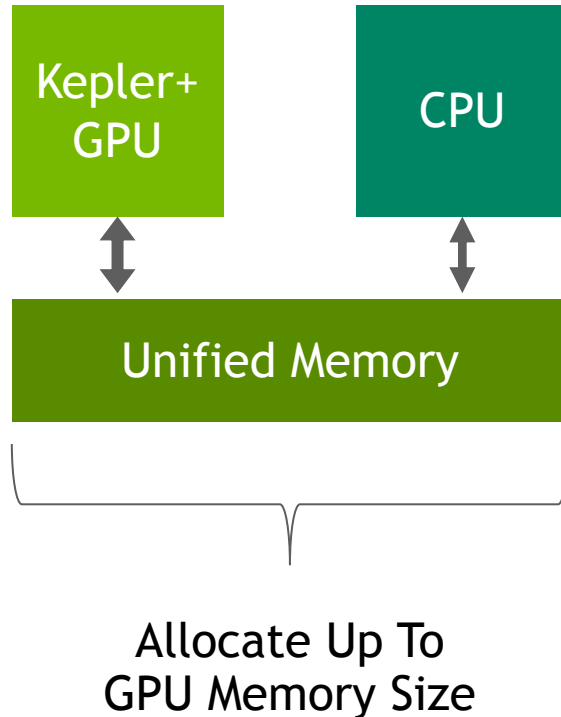 Kepler+
GPU
CPU
Unified Memory
Allocate Up To
GPU Memory Size